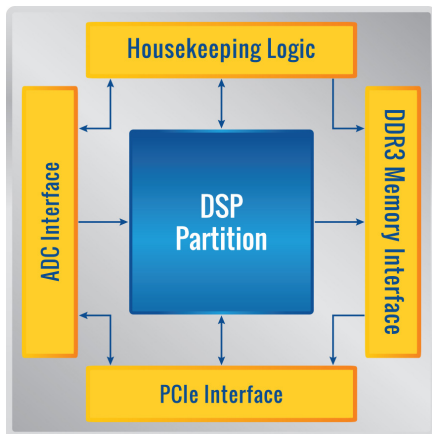 Housekeeping Logic
ADC Interface
DSP
Partition
DDR3 Memory Interface
PCIe Interface